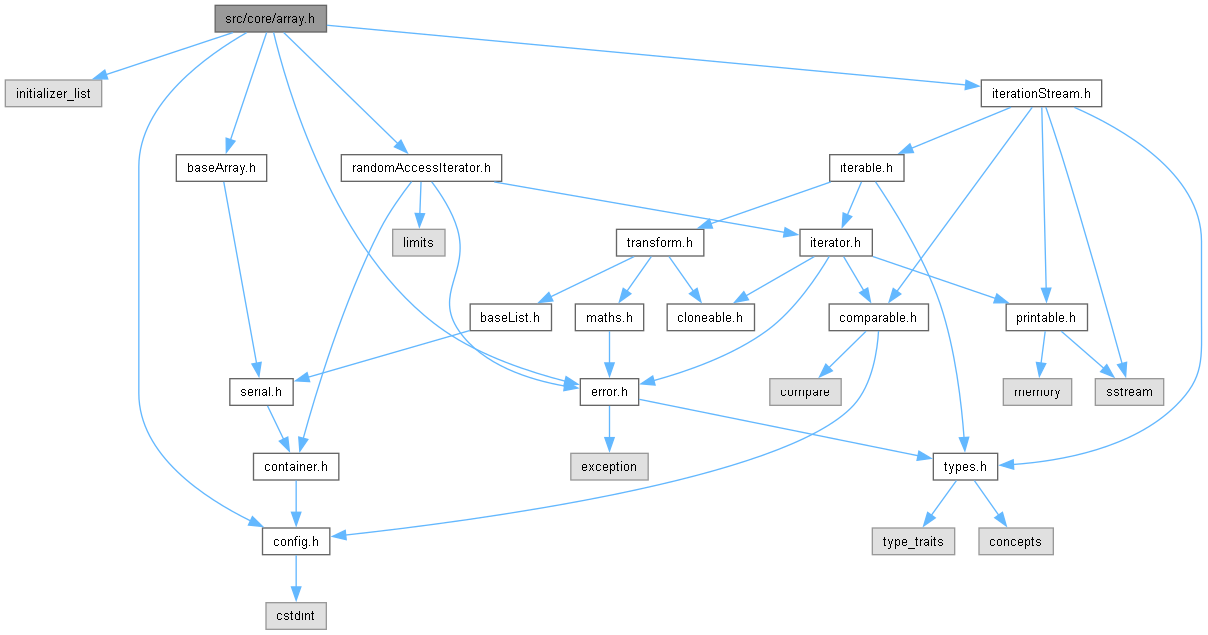 src/core/array.h
initializer_list
iterationStream.h
baseArray.h
randomAccessIterator.h
iterable.h
limits
transform.h
iterator.h
baseList.h
maths.h
cloneable.h
comparable.h
printable.h
serial.h
error.h
compare
memory
sstream
container.h
exception
types.h
config.h
type_traits
concepts
cstdint